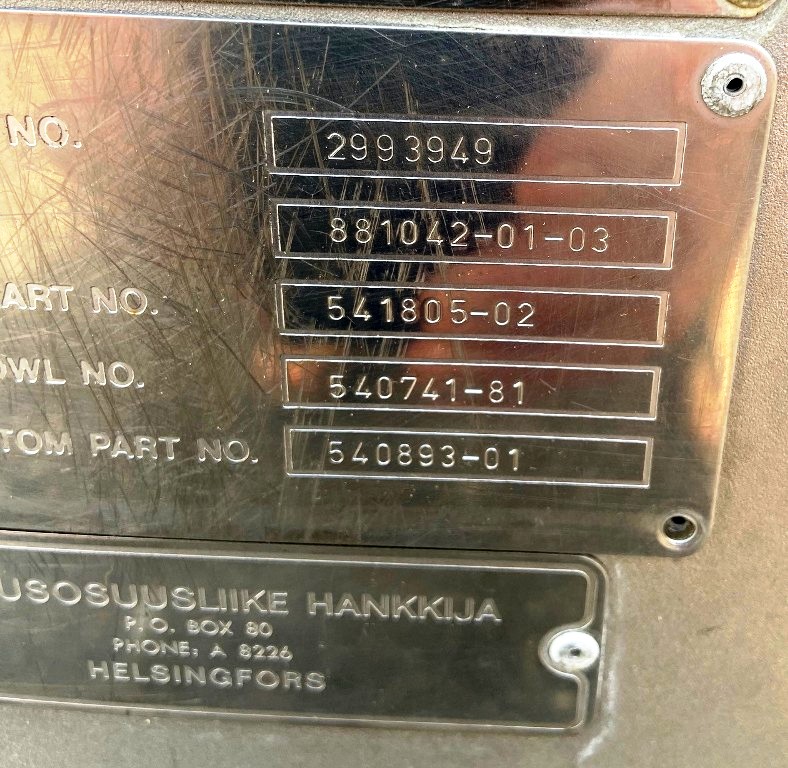 NO. 2993949
881042-01-03
ART NO. 541805-02
OWL NO. 540741-81
TOM PART NO. 540893-01
USOSUUSLIIKE HANKKIJA
P.O. BOX 80
PHONE: A 8226
HELSINGFORS